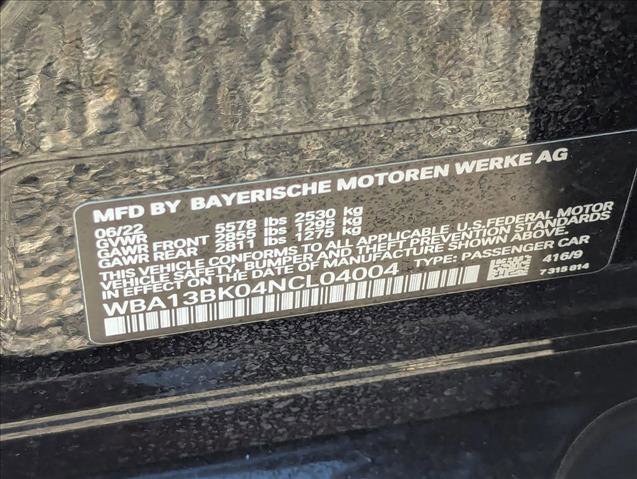 MFD BY BAYERISCHE MOTOREN WERKE AG
06/22
GVWR 5578 lbs 2530 kg
GAWR FRONT 2855 lbs 1295 kg
GAWR REAR 2811 lbs 1275 kg
THIS VEHICLE CONFORMS TO ALL APPLICABLE U.S. FEDERAL MOTOR
VEHICLE SAFETY, BUMPER AND THEFT PREVENTION STANDARDS
IN EFFECT ON THE DATE OF MANUFACTURE SHOWN ABOVE.
WBA13BK04NCL04004 TYPE: PASSENGER CAR
416/9
7 315 814